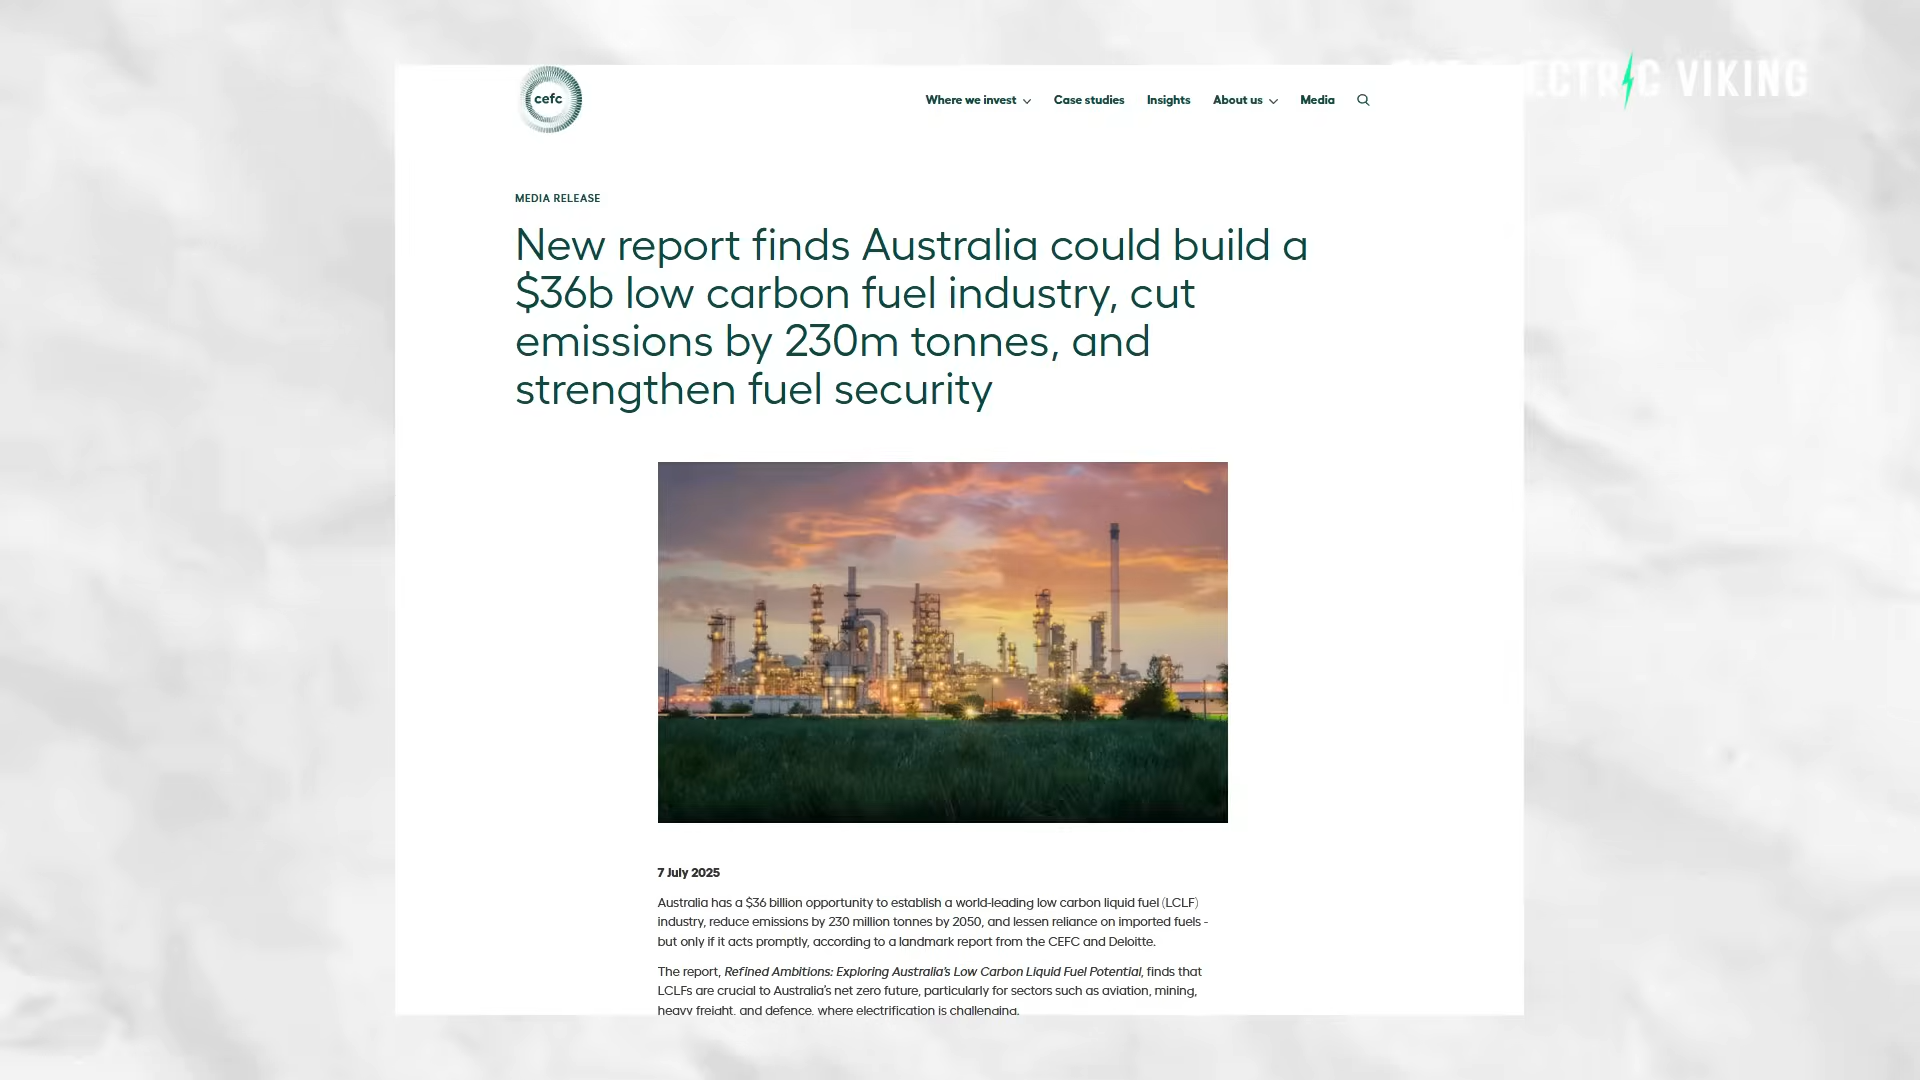 cefc
Where we invest
Case studies
Insights
About us
Media
ECTRIC VIKING
MEDIA RELEASE
New report finds Australia could build a
$36b low carbon fuel industry, cut
emissions by 230m tonnes, and
strengthen fuel security
7 July 2025
Australia has a $36 billion opportunity to establish a world-leading low carbon liquid fuel (LCLF)
industry, reduce emissions by 230 million tonnes by 2050, and lessen reliance on imported fuels -
but only if it acts promptly, according to a landmark report from the CEFC and Deloitte.
The report, Refined Ambitions: Exploring Australia's Low Carbon Liquid Fuel Potential, finds that
LCLFs are crucial to Australia's net zero future, particularly for sectors such as aviation, mining,
heavy freight, and defence, where electrification is challenging.